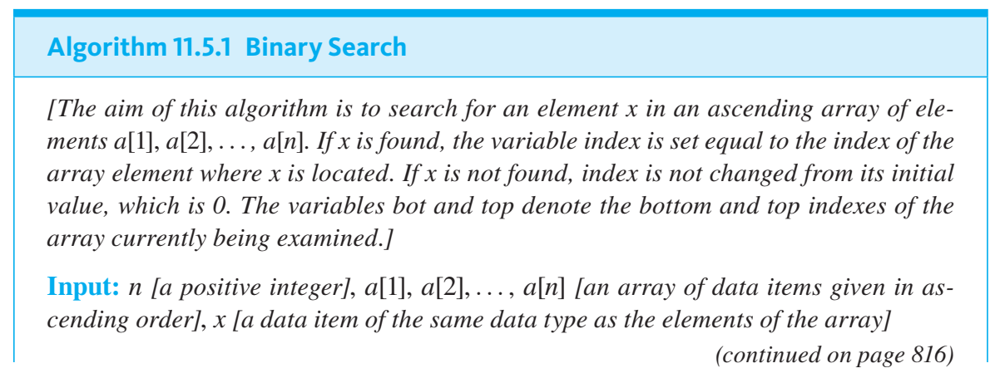 Algorithm 11.5.1 Binary Search
[The aim of this algorithm is to search for an element x in an ascending array of ele-
ments a[1], a[2], . . . , a[n]. If x is found, the variable index is set equal to the index of the
array element where x is located. If x is not found, index is not changed from its initial
value, which is 0. The variables bot and top denote the bottom and top indexes of the
array currently being examined.]
Input: n [a positive integer], a[1], a[2], . . . , a[n] [an array of data items given in as-
cending order], x [a data item of the same data type as the elements of the array]
(continued on page 816)